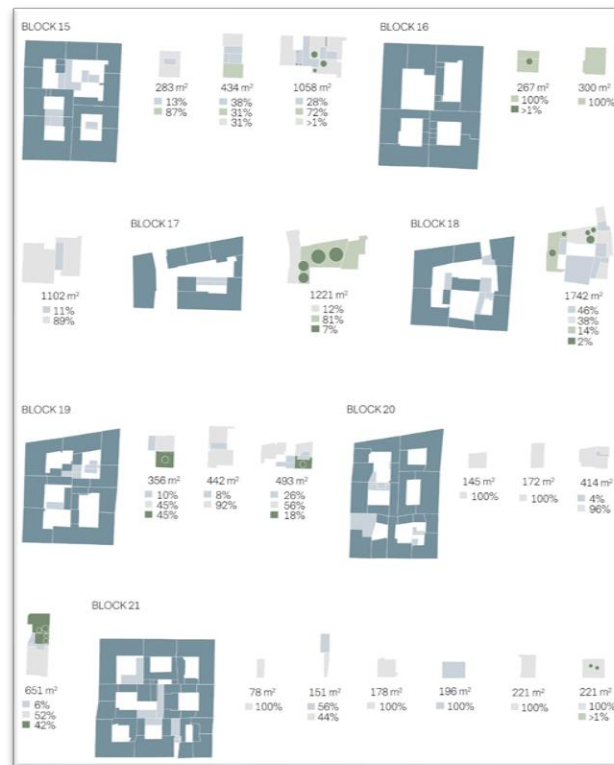 BLOCK 15
BLOCK 16
283 m²
434 m²
1058 m²
267 m²
300 m²
13%
38%
28%
100%
100%
87%
31%
72%
>1%
31%
>1%
BLOCK 17
BLOCK 18
1102 m²
1221 m²
1742 m²
11%
12%
46%
89%
81%
38%
7%
14%
2%
BLOCK 19
BLOCK 20
356 m²
442 m²
493 m²
145 m²
172 m²
414 m²
10%
8%
26%
100%
100%
4%
45%
92%
56%
96%
45%
18%
BLOCK 21
651 m²
78 m²
151 m²
178 m²
196 m²
221 m²
221 m²
6%
100%
56%
100%
100%
100%
100%
52%
44%
>1%
42%